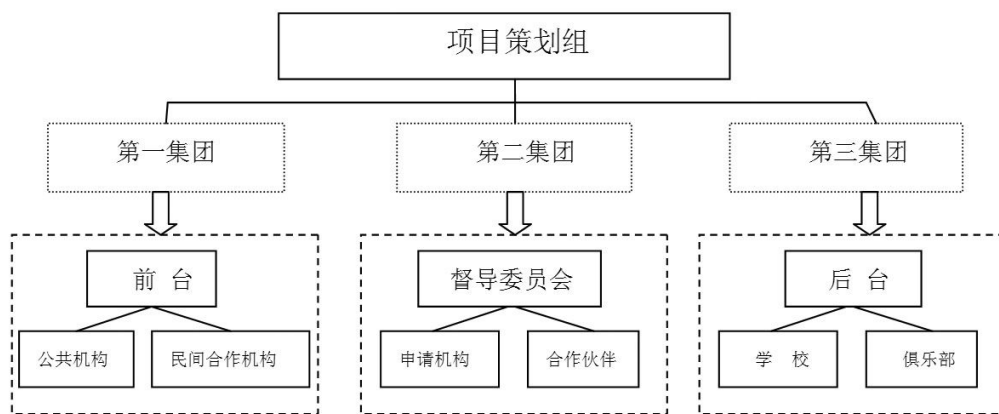 项目策划组
第一集团
第二集团
第三集团
前 台
督导委员会
后 台
公共机构
民间合作机构
申请机构
合作伙伴
学 校
俱乐部